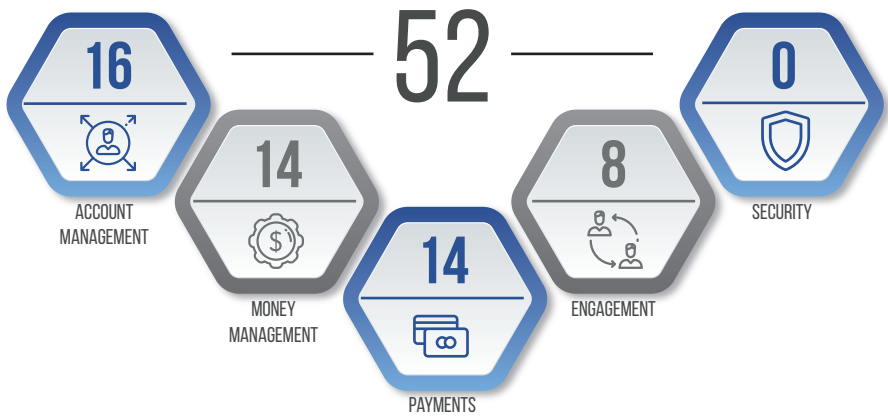 52
16
ACCOUNT
MANAGEMENT
14
$
MONEY
MANAGEMENT
14
PAYMENTS
8
ENGAGEMENT
0
SECURITY